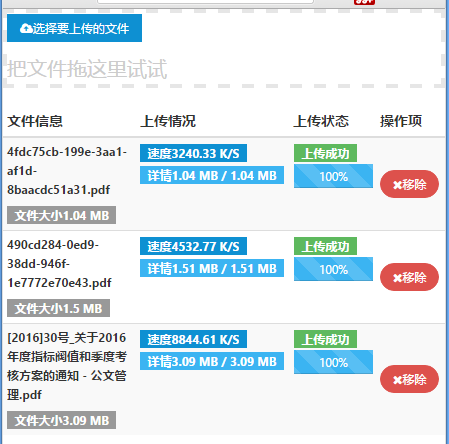 选择要上传的文件
把文件拖这里试试
文件信息 上传情况 上传状态 操作项
4fdc75cb-199e-3aa1-
af1d-
8baacdc51a31.pdf
文件大小1.04 MB
速度3240.33 K/S
详情1.04 MB / 1.04 MB
上传成功
100%
移除
490cd284-0ed9-
38dd-946f-
1e7772e70e43.pdf
文件大小1.5 MB
速度4532.77 K/S
详情1.51 MB / 1.51 MB
上传成功
100%
移除
[2016]30号_关于2016
年度指标阀值和季度考
核方案的通知 - 公文管
理.pdf
文件大小3.09 MB
速度8844.61 K/S
详情3.09 MB / 3.09 MB
上传成功
100%
移除